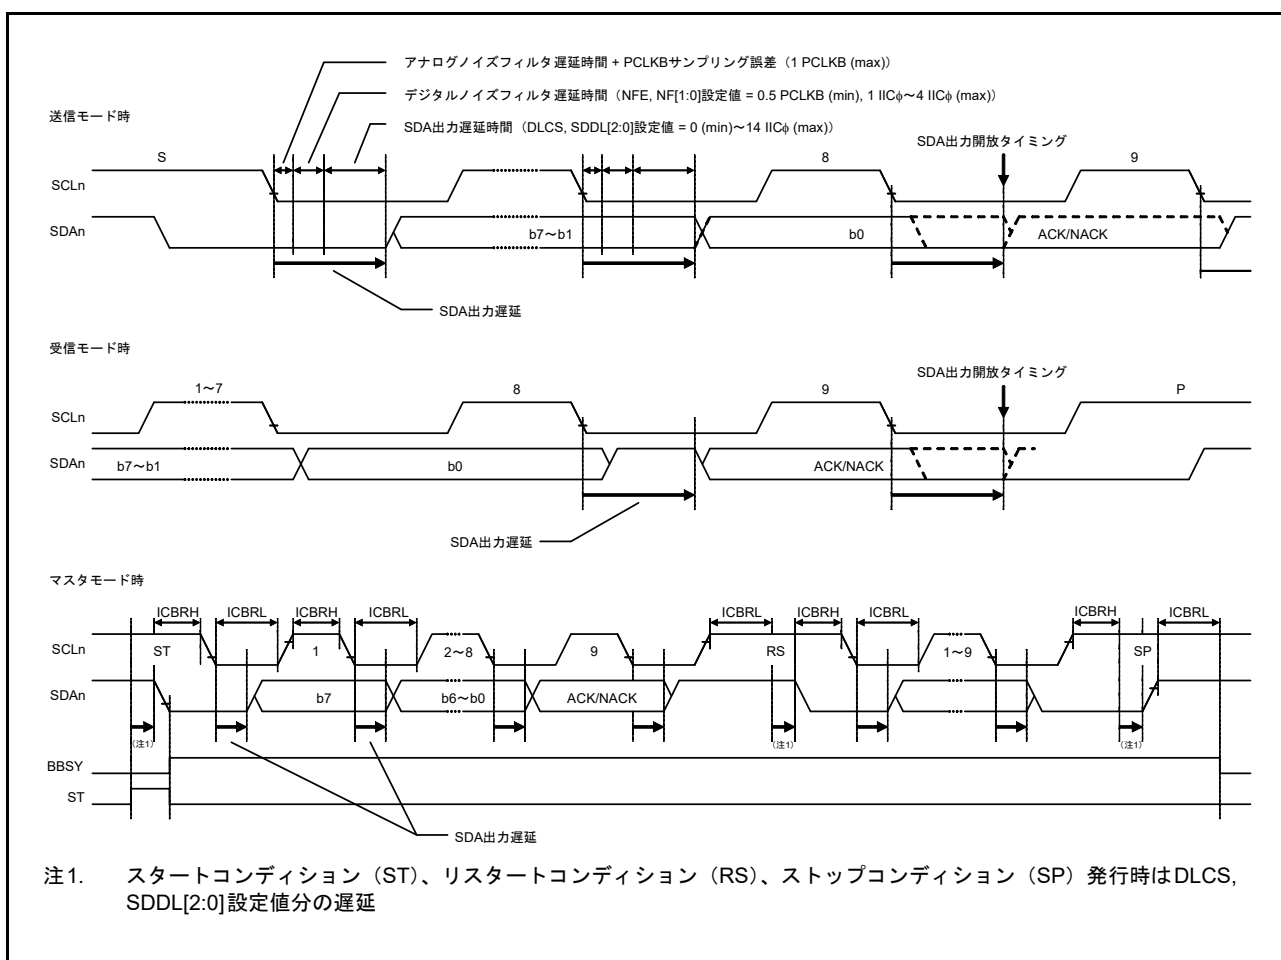 アナログノイズフィルタ遅延時間 + PCLKBサンプリング誤差（1 PCLKB (max)）
デジタルノイズフィルタ遅延時間（NFE, NF[1:0]設定値 = 0.5 PCLKB (min), 1 IICφ～4 IICφ (max)）
送信モード時
SDA出力遅延時間（DLCS, SDDL[2:0]設定値 = 0 (min)～14 IICφ (max)）
SDA出力開放タイミング
S 8 9
SCLn
SDAn b7～b1 b0 ACK/NACK
SDA出力遅延
受信モード時
SDA出力開放タイミング
1～7 8 9 P
SCLn
SDAn b7～b1 b0 ACK/NACK
SDA出力遅延
マスタモード時
ICBRH ICBRL ICBRH ICBRL ICBRL ICBRH ICBRL ICBRH ICBRL
SCLn ST 1 2～8 9 RS 1～9 SP
SDAn b7 b6～b0 ACK/NACK
（注1） （注1） （注1）
BBSY
ST
SDA出力遅延
注1. スタートコンディション（ST）、リスタートコンディション（RS）、ストップコンディション（SP）発行時はDLCS,
SDDL[2:0]設定値分の遅延